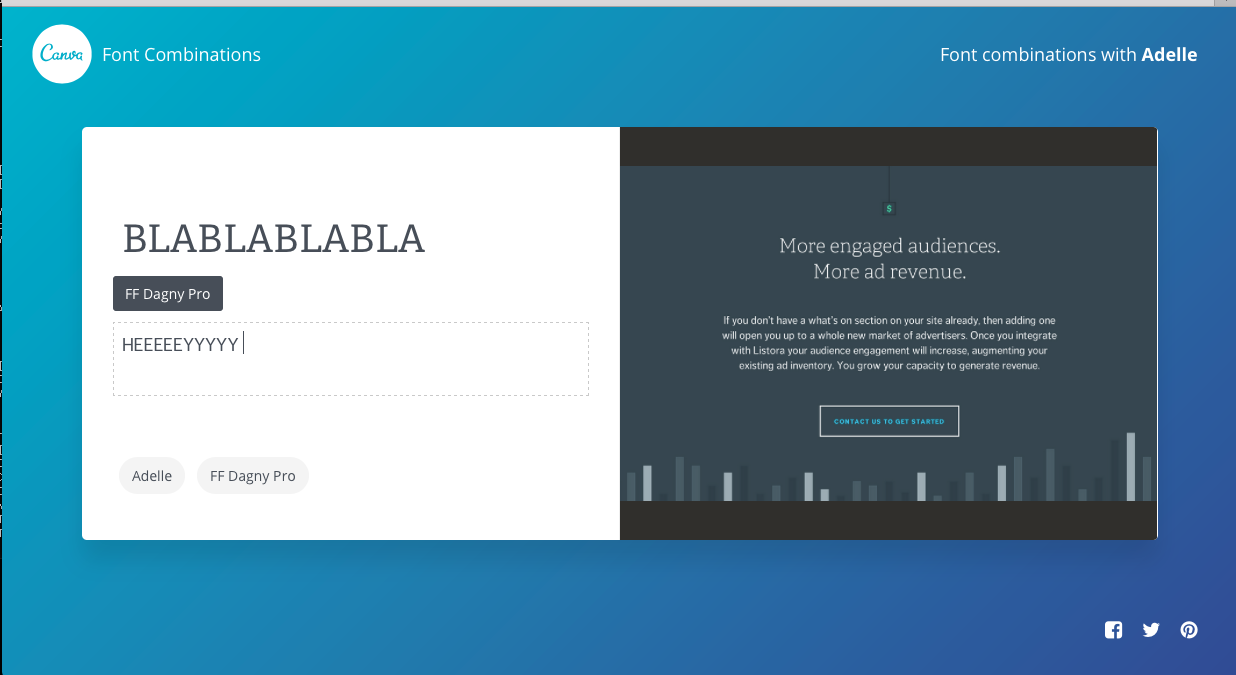 Canva Font Combinations
Font combinations with Adelle
BLABLABLABLA
FF Dagny Pro
HEEEEEYYYYY
Adelle
FF Dagny Pro
$
More engaged audiences.
More ad revenue.
If you don't have a what's on section on your site already, then adding one
will open you up to a whole new market of advertisers. Once you integrate
with Listora your audience engagement will increase, augmenting your
existing ad inventory. You grow your capacity to generate revenue.
CONTACT US TO GET STARTED